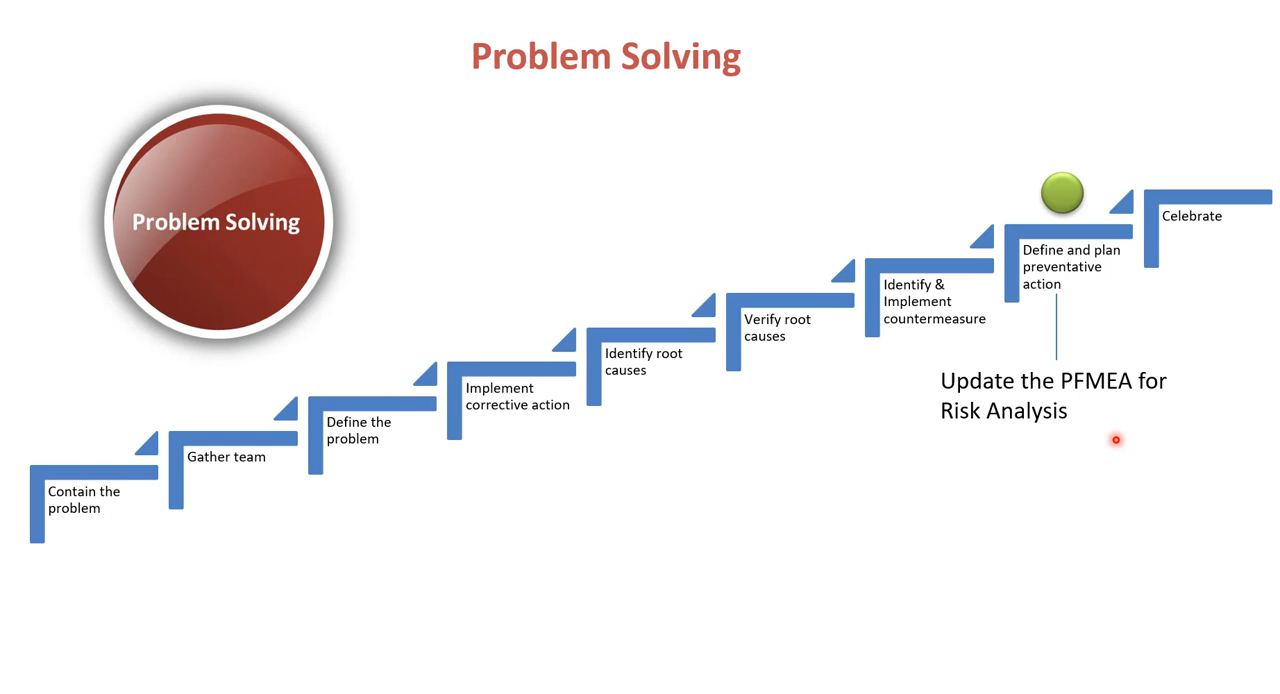 Problem Solving
Problem Solving
Contain the
problem
Gather team
Define the
problem
Implement
corrective action
Identify root
causes
Verify root
causes
Identify &
Implement
countermeasure
Define and plan
preventative
action
Celebrate
Update the PFMEA for
Risk Analysis